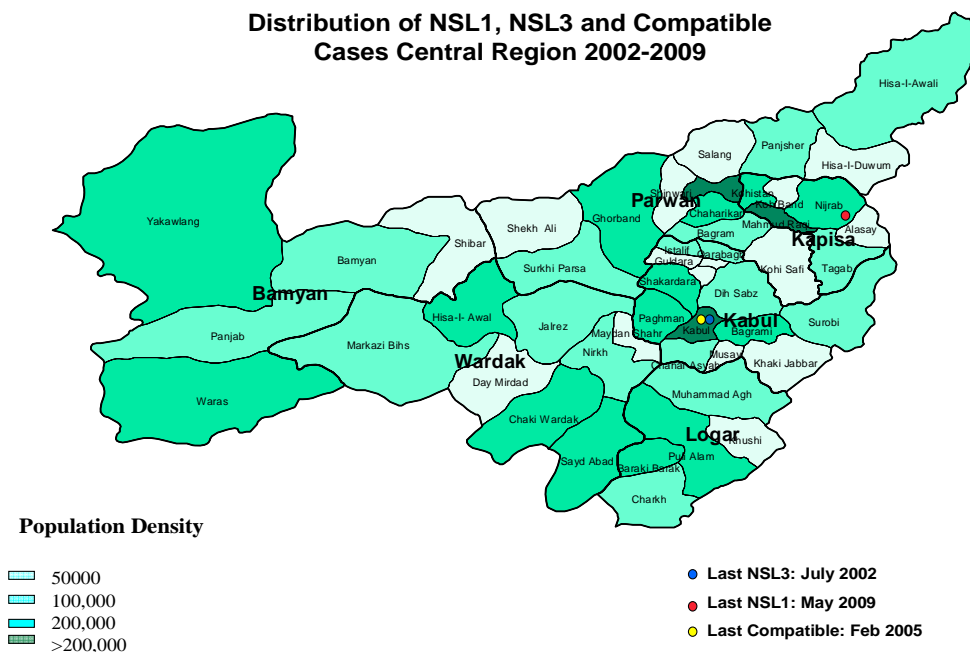 Distribution of NSL1, NSL3 and Compatible
Cases Central Region 2002-2009
Hisa-I-Awali
Panjsher
Salang
Hisa-I-Duwum
Shinwari
Kohistan
Parwan
Koh Band
Nijrab
Ghorband
Chaharikar
Mahmud Raqi
Yakawlang
Alasay
Shekh Ali
Bagram
Kapisa
Shibar
Istalif
Qarabagh
Bamyan
Guldara
Kohi Safi
Tagab
Surkhi Parsa
Shakardara
Bamyan
Dih Sabz
Hisa-I- Awal
Paghman
Kabul
Surobi
Jalrez
Maydan Shahr
Kabul
Bagrami
Panjab
Markazi Bihs
Nirkh
Musay
Wardak
Chahar Asyab
Khaki Jabbar
Day Mirdad
Muhammad Agh
Waras
Chaki Wardak
Logar
Khushi
Sayd Abad
Puli Alam
Baraki Barak
Charkh
Population Density
50000
100,000
200,000
>200,000
Last NSL3: July 2002
Last NSL1: May 2009
Last Compatible: Feb 2005